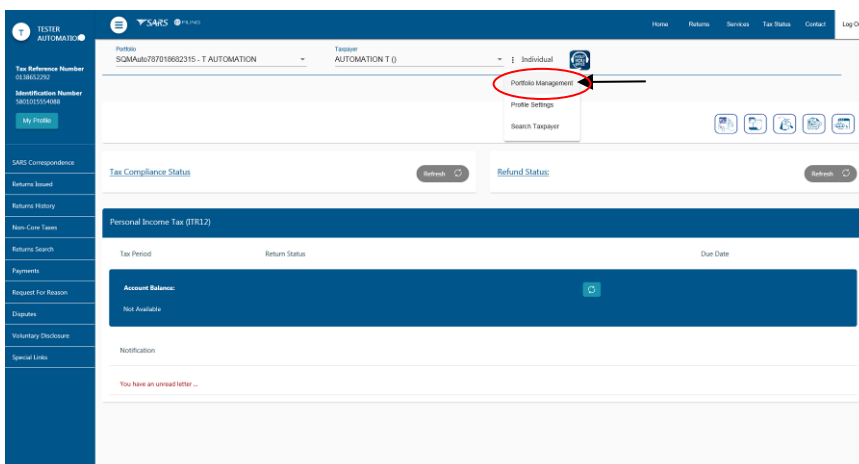 T
TESTER
AUTOMATION
Tax Reference Number
0138652292
Identification Number
5801015554088
My Profile
SARS Correspondence
Returns Issued
Returns History
Non-Core Taxes
Returns Search
Payments
Request For Reason
Disputes
Voluntary Disclosure
Special Links
SARS eFILING
Home Returns Services Tax Status Contact Log O
Portfolio
SQMAuto787018682315 - T AUTOMATION
Taxpayer
AUTOMATION T ()
Individual
Portfolio Management
Profile Settings
Search Taxpayer
Tax Compliance Status
Refresh
Refund Status:
Refresh
Personal Income Tax (ITR12)
Tax Period Return Status Due Date
Account Balance:
Not Available
Notification
You have an unread letter ...